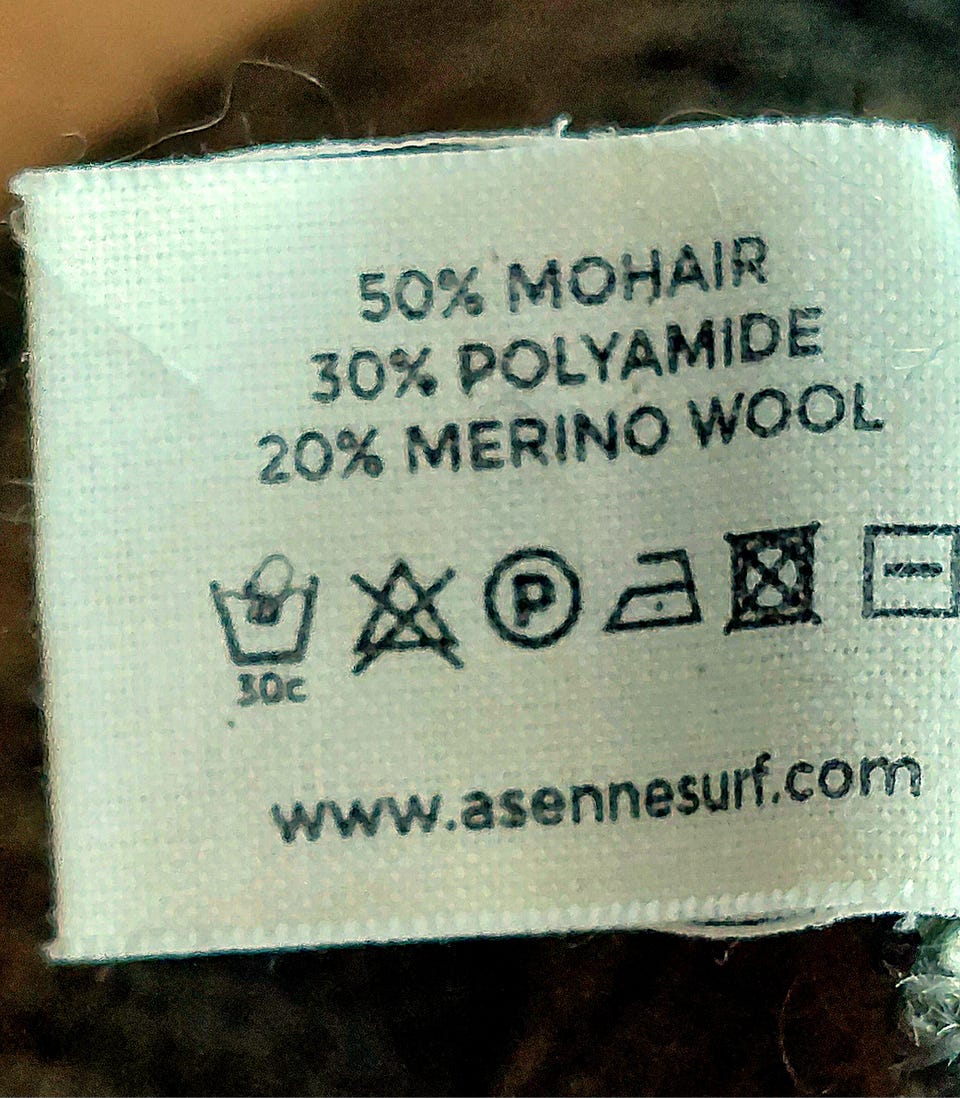 50% MOHAIR
30% POLYAMIDE
20% MERINO WOOL
P
30c
www.asennesurf.com